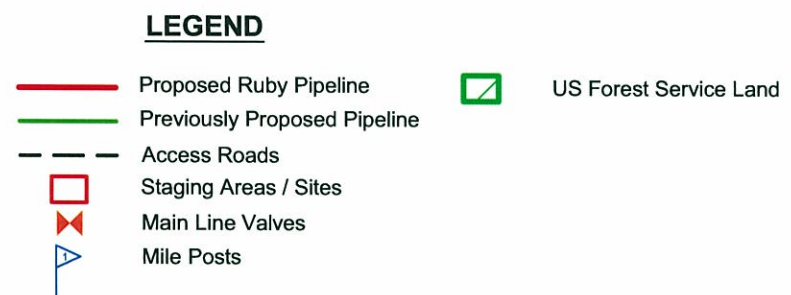 LEGEND
Proposed Ruby Pipeline
US Forest Service Land
Previously Proposed Pipeline
Access Roads
Staging Areas / Sites
Main Line Valves
1
Mile Posts